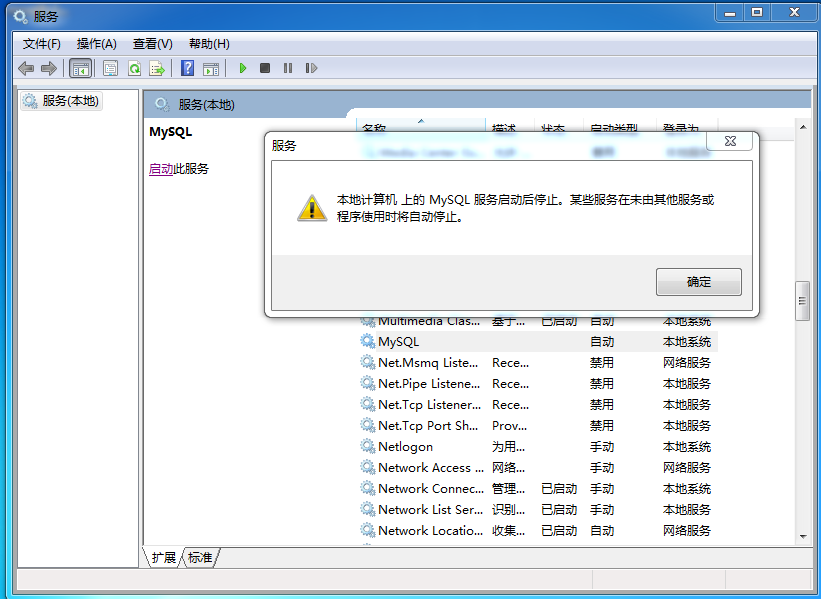 服务
文件(F) 操作(A) 查看(V) 帮助(H)
服务(本地)
服务(本地)
MySQL
启动此服务
名称 描述 状态 启动类型 登录为
服务
本地计算机 上的 MySQL 服务启动后停止。某些服务在未由其他服务或
程序使用时将自动停止。
确定
Multimedia Clas... 基于... 已启动 自动 本地系统
MySQL 自动 本地系统
Net.Msmq Liste... Rece... 禁用 网络服务
Net.Pipe Listene... Rece... 禁用 本地服务
Net.Tcp Listener... Rece... 禁用 本地服务
Net.Tcp Port Sh... Prov... 禁用 本地服务
Netlogon 为用... 手动 本地系统
Network Access ... 网络... 手动 网络服务
Network Connec... 管理... 已启动 手动 本地系统
Network List Ser... 识别... 已启动 手动 本地服务
Network Locatio... 收集... 已启动 自动 网络服务
扩展 标准